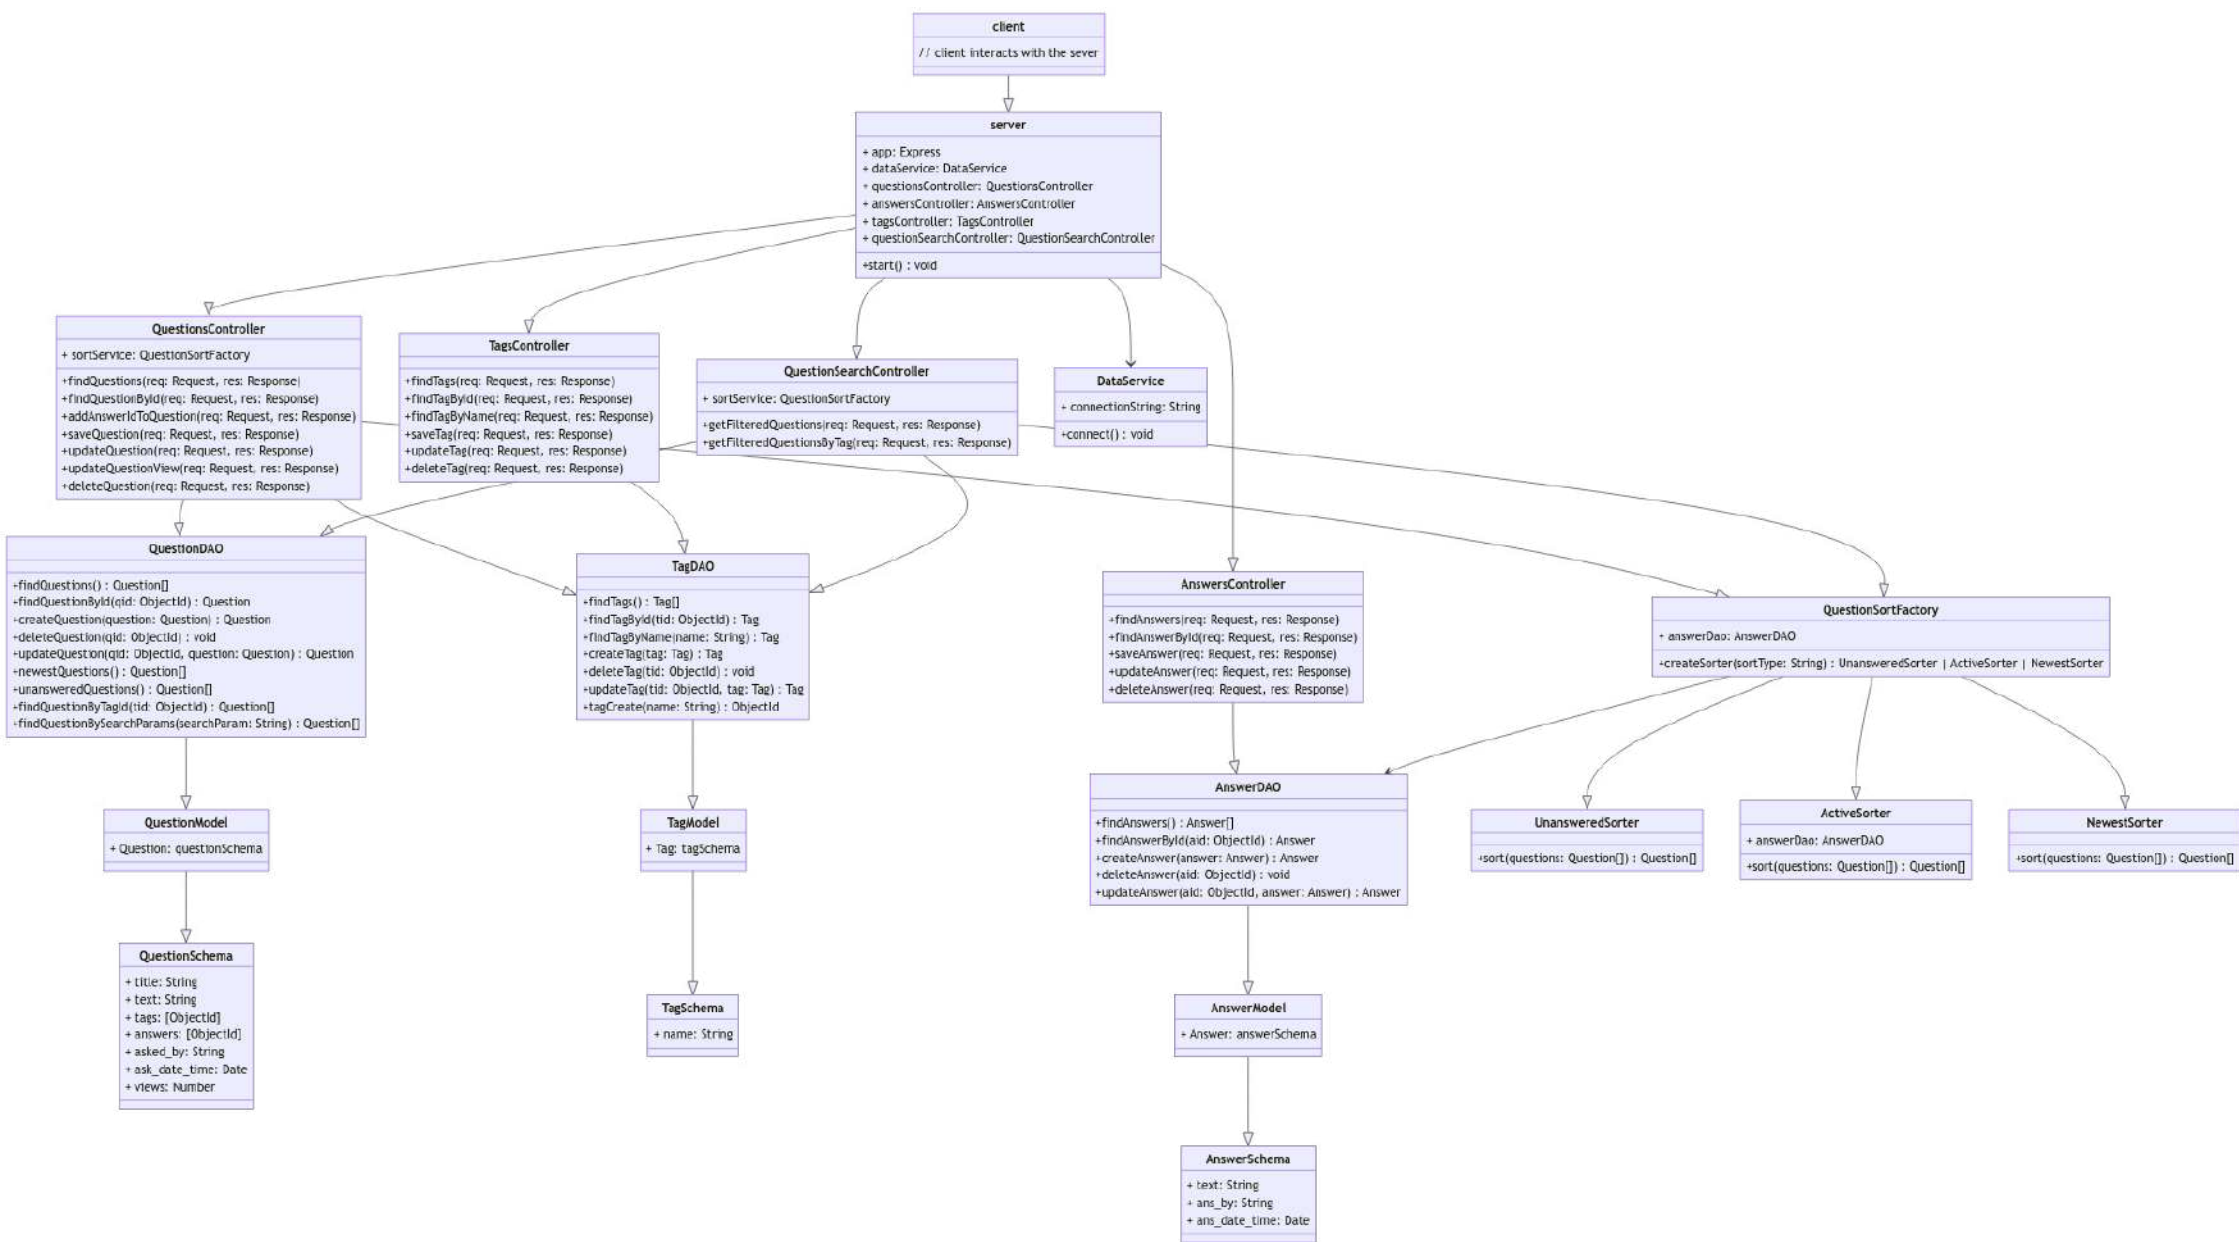 client
// client interacts with the sever
server
+ app: Express
+ dataService: DataService
+ questionsController: QuestionsController
+ answersController: AnswersController
+ tagsController: TagsController
+ questionSearchController: QuestionSearchController
+start() : void
QuestionsController
+ sortService: QuestionSortFactory
+findQuestions(req: Request, res: Response)
+findQuestionById(req: Request, res: Response)
+addAnswerIdToQuestion(req: Request, res: Response)
+saveQuestion(req: Request, res: Response)
+updateQuestion(req: Request, res: Response)
+updateQuestionView(req: Request, res: Response)
+deleteQuestion(req: Request, res: Response)
TagsController
+findTags(req: Request, res: Response)
+findTagById(req: Request, res: Response)
+findTagByName(req: Request, res: Response)
+saveTag(req: Request, res: Response)
+updateTag(req: Request, res: Response)
+deleteTag(req: Request, res: Response)
QuestionSearchController
+ sortService: QuestionSortFactory
+getFilteredQuestions(req: Request, res: Response)
+getFilteredQuestionsByTag(req: Request, res: Response)
DataService
+ connectionString: String
+connect() : void
QuestionDAO
+findQuestions() : Question[]
+findQuestionById(qid: ObjectId) : Question
+createQuestion(question: Question) : Question
+deleteQuestion(qid: ObjectId) : void
+updateQuestion(qid: ObjectId, question: Question) : Question
+newestQuestions() : Question[]
+unansweredQuestions() : Question[]
+findQuestionByTagId(tid: ObjectId) : Question[]
+findQuestionBySearchParams(searchParam: String) : Question[]
TagDAO
+findTags() : Tag[]
+findTagById(tid: ObjectId) : Tag
+findTagByName(name: String) : Tag
+createTag(tag: Tag) : Tag
+deleteTag(tid: ObjectId) : void
+updateTag(tid: ObjectId, tag: Tag) : Tag
+tagCreate(name: String) : ObjectId
AnswersController
+findAnswers(req: Request, res: Response)
+findAnswerById(req: Request, res: Response)
+saveAnswer(req: Request, res: Response)
+updateAnswer(req: Request, res: Response)
+deleteAnswer(req: Request, res: Response)
QuestionSortFactory
+ answerDao: AnswerDAO
+createSorter(sortType: String) : UnansweredSorter | ActiveSorter | NewestSorter
QuestionModel
+ Question: questionSchema
TagModel
+ Tag: tagSchema
AnswerDAO
+findAnswers() : Answer[]
+findAnswerById(aid: ObjectId) : Answer
+createAnswer(answer: Answer) : Answer
+deleteAnswer(aid: ObjectId) : void
+updateAnswer(aid: ObjectId, answer: Answer) : Answer
UnansweredSorter
+sort(questions: Question[]) : Question[]
ActiveSorter
+ answerDao: AnswerDAO
+sort(questions: Question[]) : Question[]
NewestSorter
+sort(questions: Question[]) : Question[]
QuestionSchema
+ title: String
+ text: String
+ tags: [ObjectId]
+ answers: [ObjectId]
+ asked_by: String
+ ask_date_time: Date
+ views: Number
TagSchema
+ name: String
AnswerModel
+ Answer: answerSchema
AnswerSchema
+ text: String
+ ans_by: String
+ ans_date_time: Date